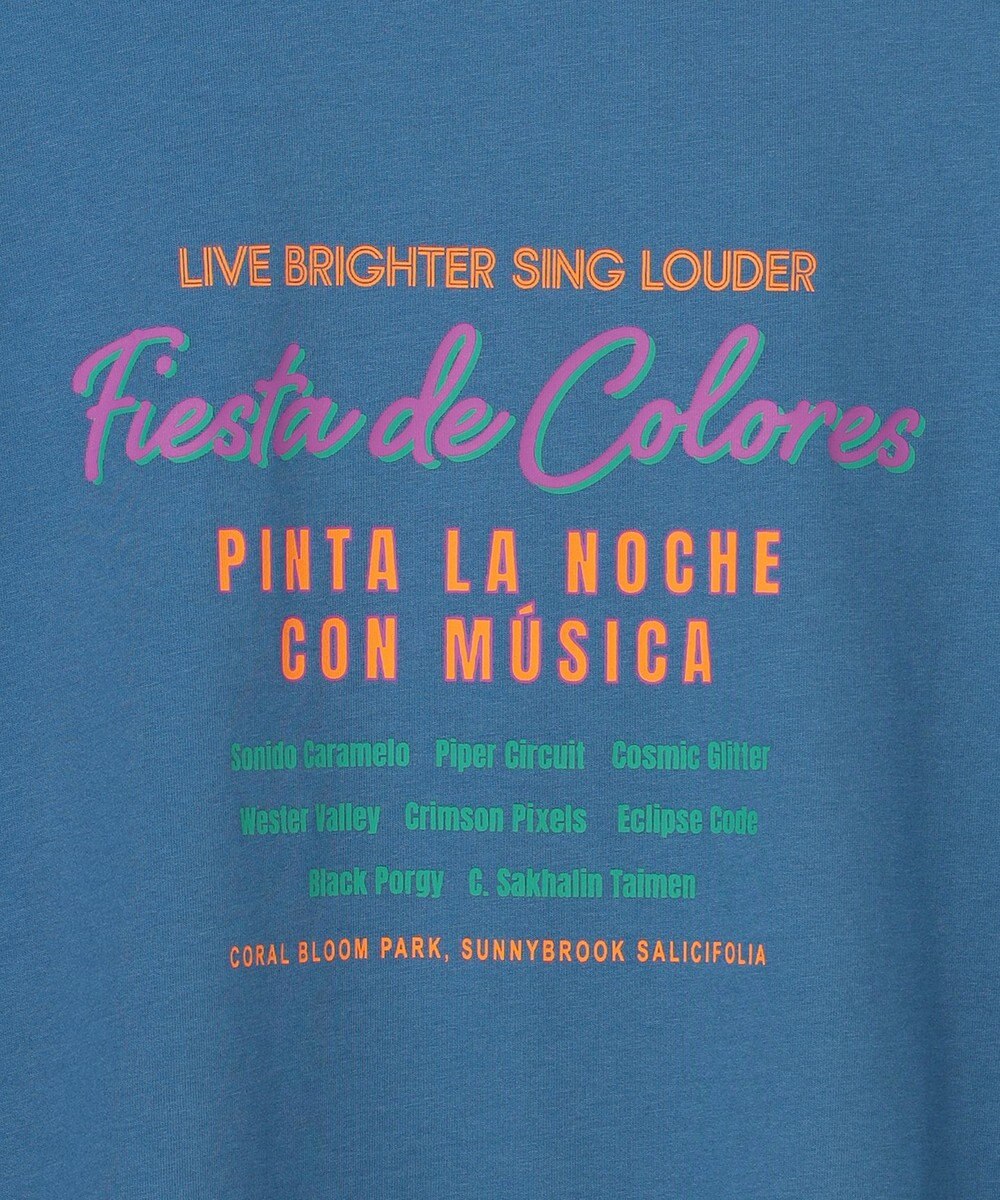 LIVE BRIGHTER SING LOUDER
Fiesta de Colores
PINTA LA NOCHE
CON MÚSICA
Sonido Caramelo Piper Circuit Cosmic Glitter
Wester Valley Crimson Pixels Eclipse Code
Black Porgy C. Sakhalin Taimen
CORAL BLOOM PARK, SUNNYBROOK SALICIFOLIA